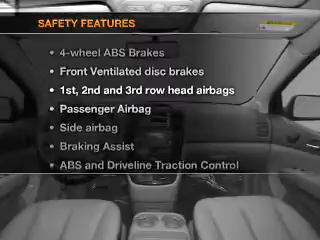 SAFETY FEATURES
• 4-wheel ABS Brakes
• Front Ventilated disc brakes
• 1st, 2nd and 3rd row head airbags
• Passenger Airbag
• Side airbag
• Braking Assist
• ABS and Driveline Traction Control